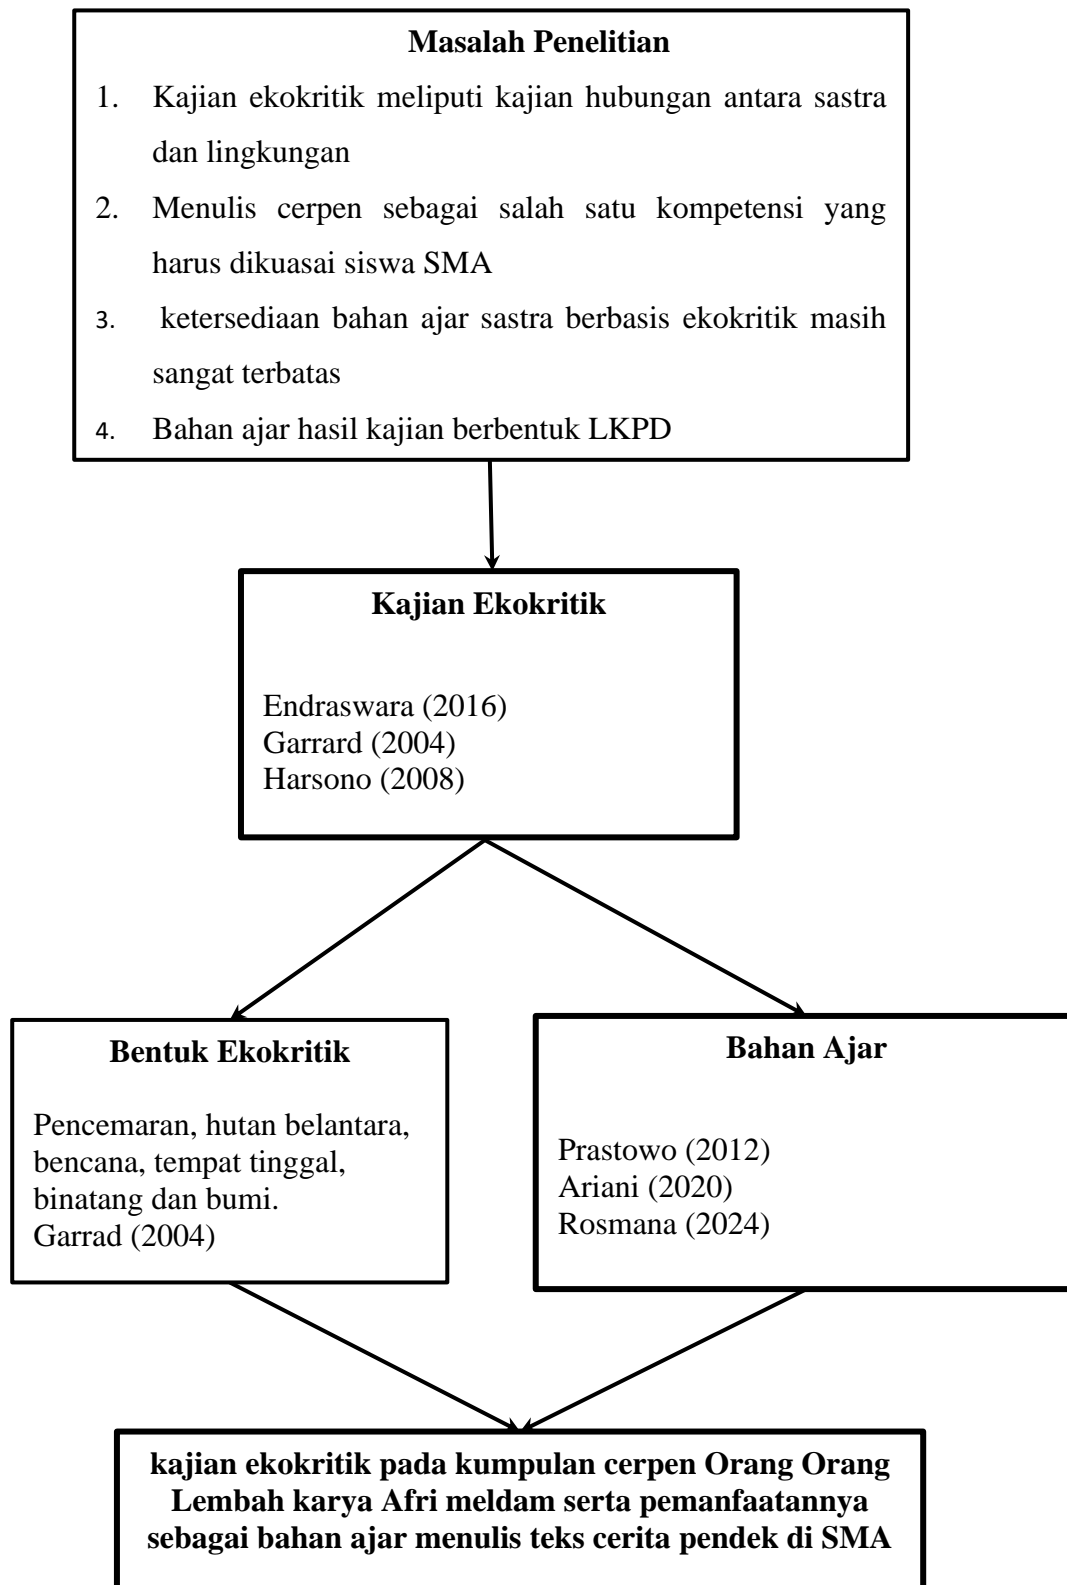 Masalah Penelitian
1. Kajian ekokritik meliputi kajian hubungan antara sastra
dan lingkungan
2. Menulis cerpen sebagai salah satu kompetensi yang
harus dikuasai siswa SMA
3. ketersediaan bahan ajar sastra berbasis ekokritik masih
sangat terbatas
4. Bahan ajar hasil kajian berbentuk LKPD
Kajian Ekokritik
Endraswara (2016)
Garrard (2004)
Harsono (2008)
Bentuk Ekokritik
Pencemaran, hutan belantara,
bencana, tempat tinggal,
binatang dan bumi.
Garrad (2004)
Bahan Ajar
Prastowo (2012)
Ariani (2020)
Rosmana (2024)
kajian ekokritik pada kumpulan cerpen Orang Orang
Lembah karya Afri meldam serta pemanfaatannya
sebagai bahan ajar menulis teks cerita pendek di SMA